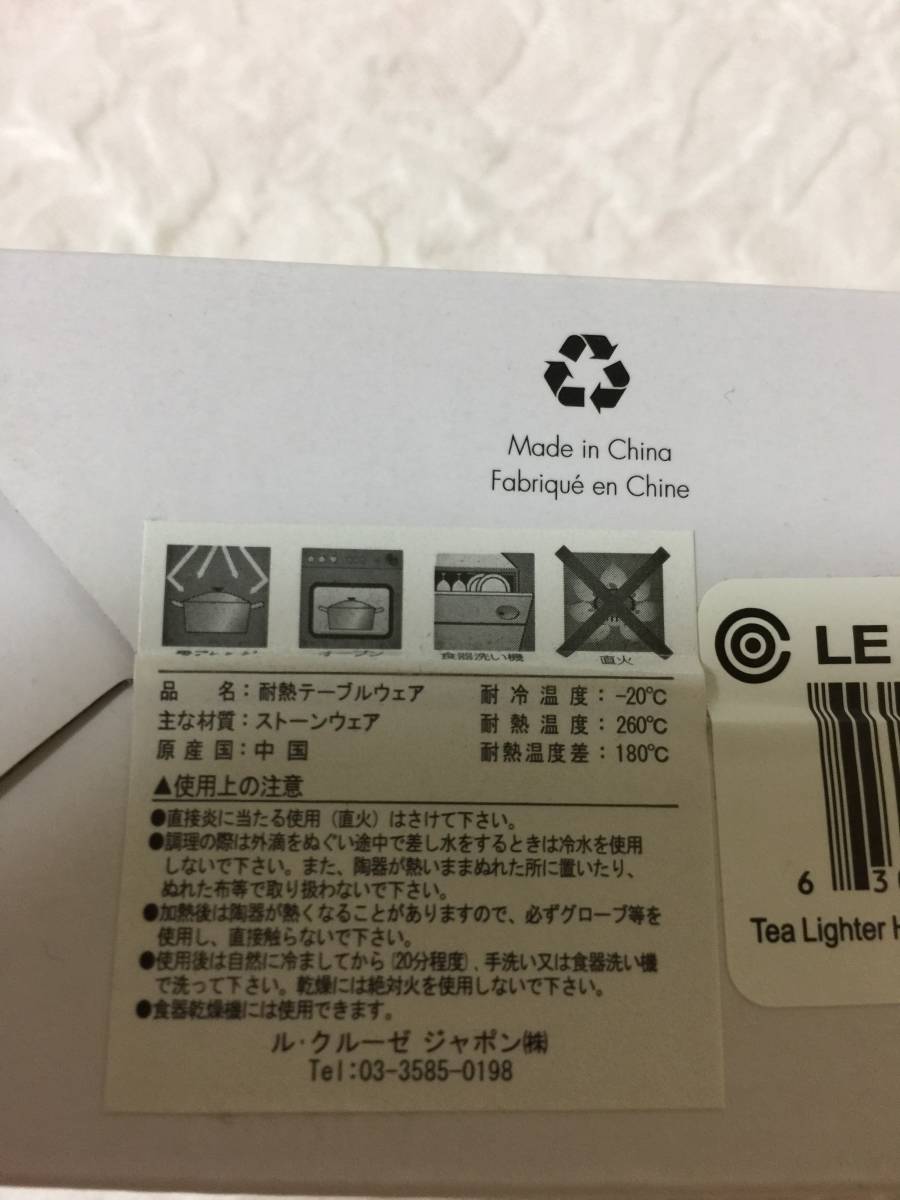 Made in China
Fabriqué en Chine
電子レンジ オーブン 食器洗い機 直火
品 名：耐熱テーブルウェア 耐冷温度：-20℃
主な材質：ストーンウェア 耐熱温度：260℃
原産国：中国 耐熱温度差：180℃
▲使用上の注意
●直接炎に当たる使用（直火）はさけて下さい。
●調理の際は外滴をぬぐい途中で差し水をするときは冷水を使用
しないで下さい。また、陶器が熱いままぬれた所に置いたり、
ぬれた布等で取り扱わないで下さい。
●加熱後は陶器が熱くなることがありますので、必ずグローブ等を
使用し、直接触らないで下さい。
●使用後は自然に冷ましてから（20分程度）、手洗い又は食器洗い機
で洗って下さい。乾燥には絶対火を使用しないで下さい。
●食器乾燥機には使用できます。
ル・クルーゼ ジャポン㈱
Tel:03-3585-0198
LE
6 30
Tea Lighter H